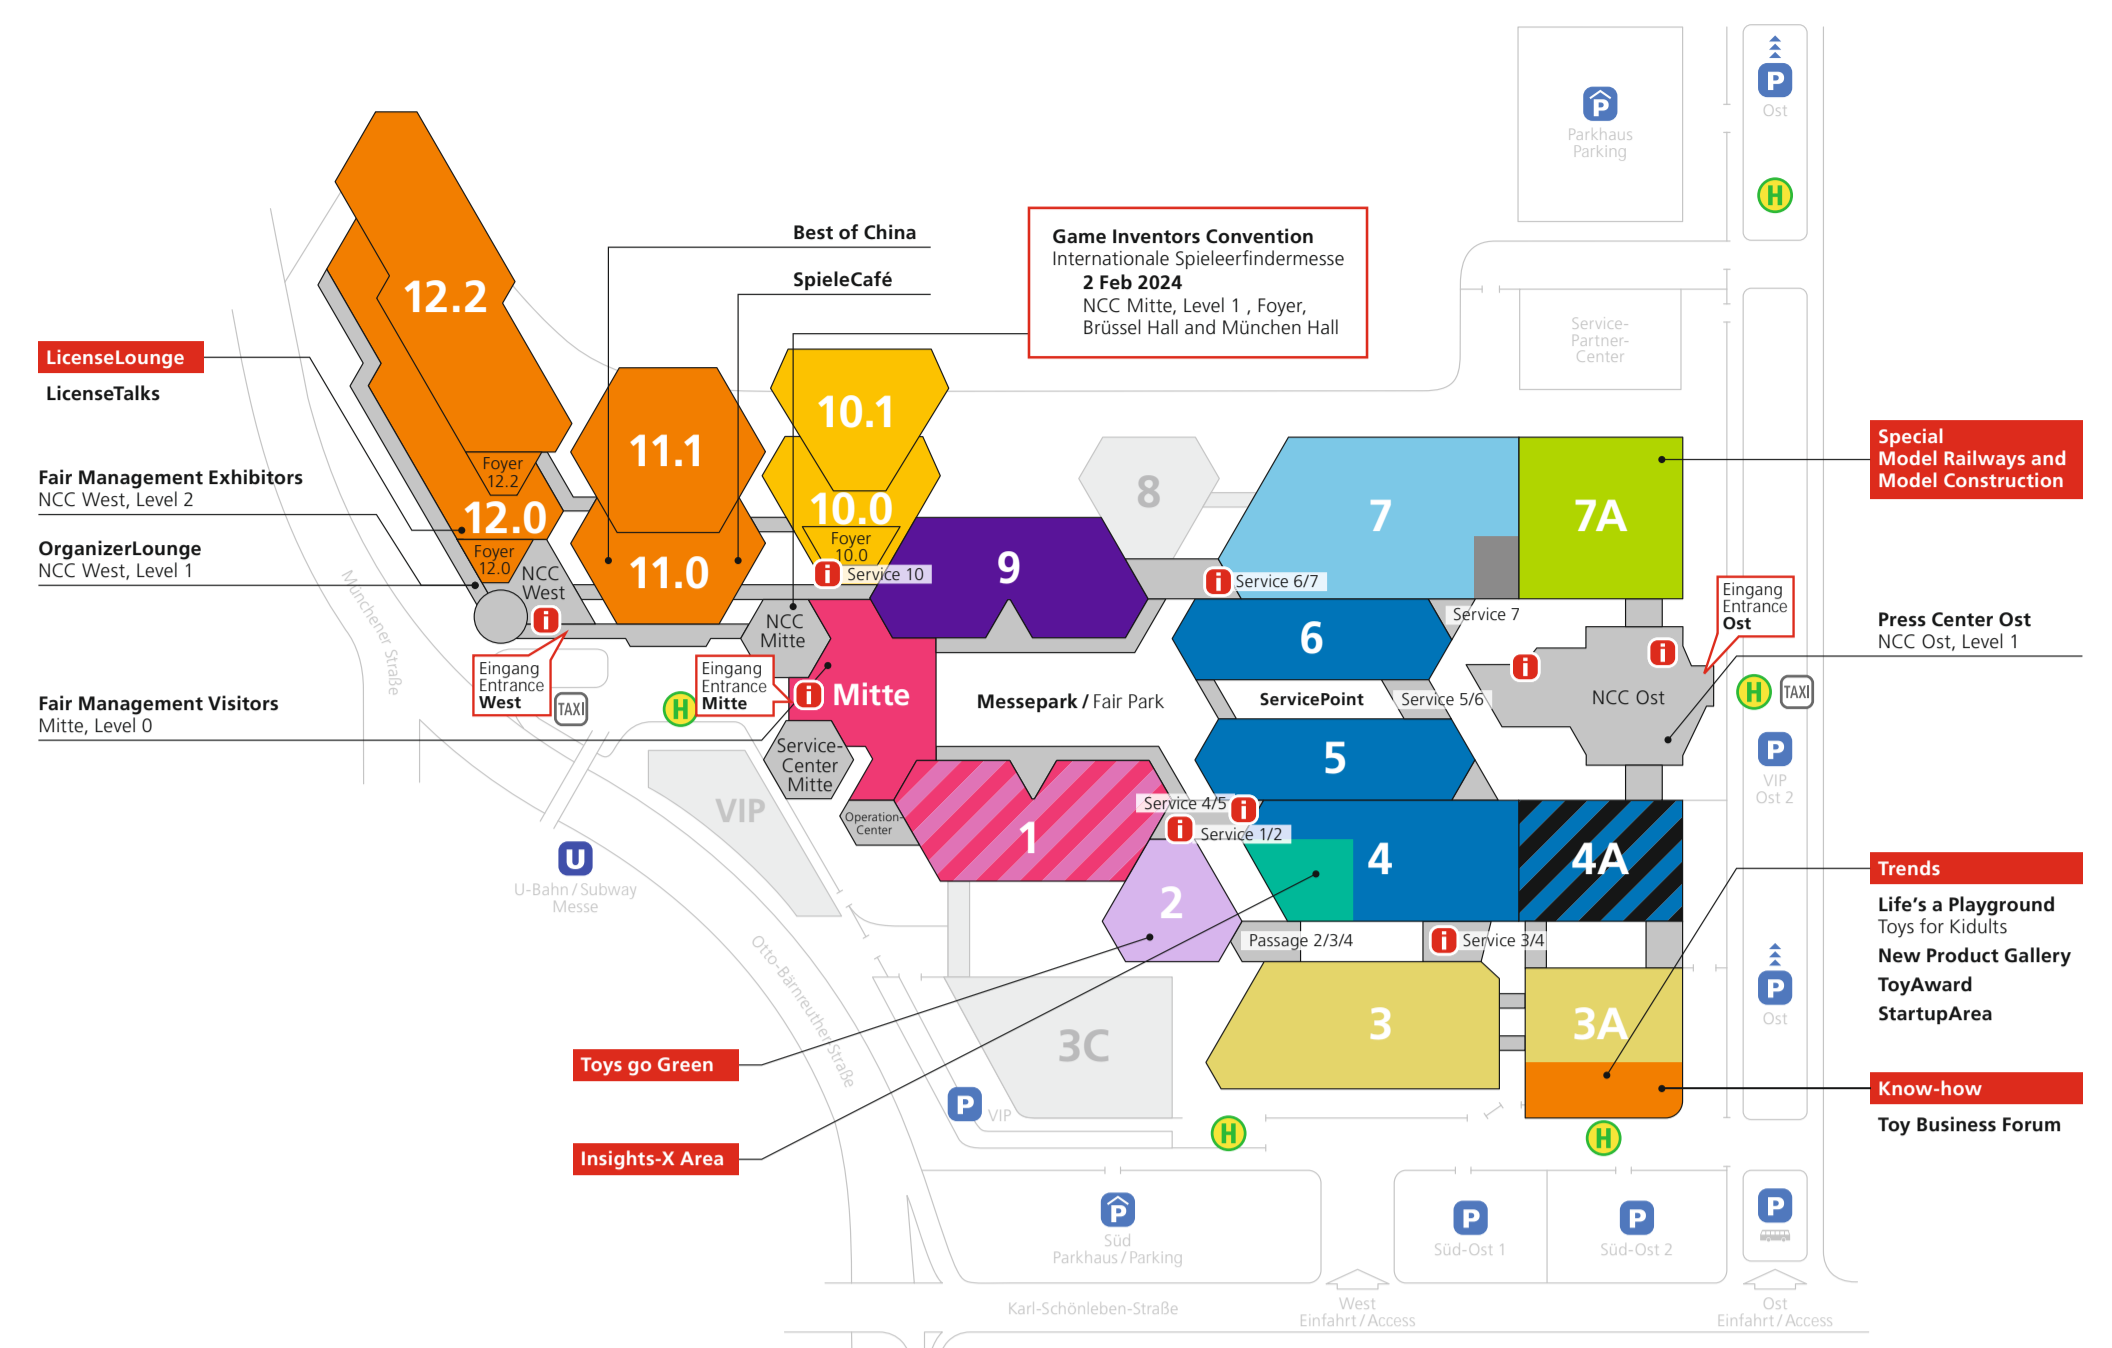 P
Ost
H
P
Parkhaus
Parking
Best of China
SpieleCafé
Game Inventors Convention
Internationale Spieleerfindermesse
2 Feb 2024
NCC Mitte, Level 1 , Foyer,
Brüssel Hall and München Hall
12.2
Service-
Partner-
Center
LicenseLounge
LicenseTalks
10.1
11.1
Special
Model Railways and
Model Construction
Foyer
12.2
Fair Management Exhibitors
NCC West, Level 2
8
7
7A
12.0
10.0
Foyer
10.0
OrganizerLounge
NCC West, Level 1
Foyer
12.0
NCC
West
11.0
i Service 10
9
i Service 6/7
Service 7
Eingang
Entrance
Ost
Münchener Straße
i
NCC
Mitte
6
Press Center Ost
NCC Ost, Level 1
i
i
Eingang
Entrance
West
TAXI
H
Eingang
Entrance
Mitte
i
Mitte
Messepark / Fair Park
ServicePoint
Service 5/6
NCC Ost
H
TAXI
Fair Management Visitors
Mitte, Level 0
Service-
Center
Mitte
5
P
VIP
Ost 2
VIP
Operation-
Center
1
Service 4/5 i
i Service 1/2
4
4A
U
U-Bahn / Subway
Messe
Trends
Life’s a Playground
Toys for Kidults
New Product Gallery
ToyAward
StartupArea
2
Passage 2/3/4
i Service 3/4
Otto-Bärnreuther-Straße
P
Ost
3C
3
3A
Toys go Green
P VIP
Know-how
Toy Business Forum
H
H
Insights-X Area
P
Süd
Parkhaus / Parking
P
Süd-Ost 1
P
Süd-Ost 2
P
Karl-Schönleben-Straße
West
Einfahrt / Access
Ost
Einfahrt / Access